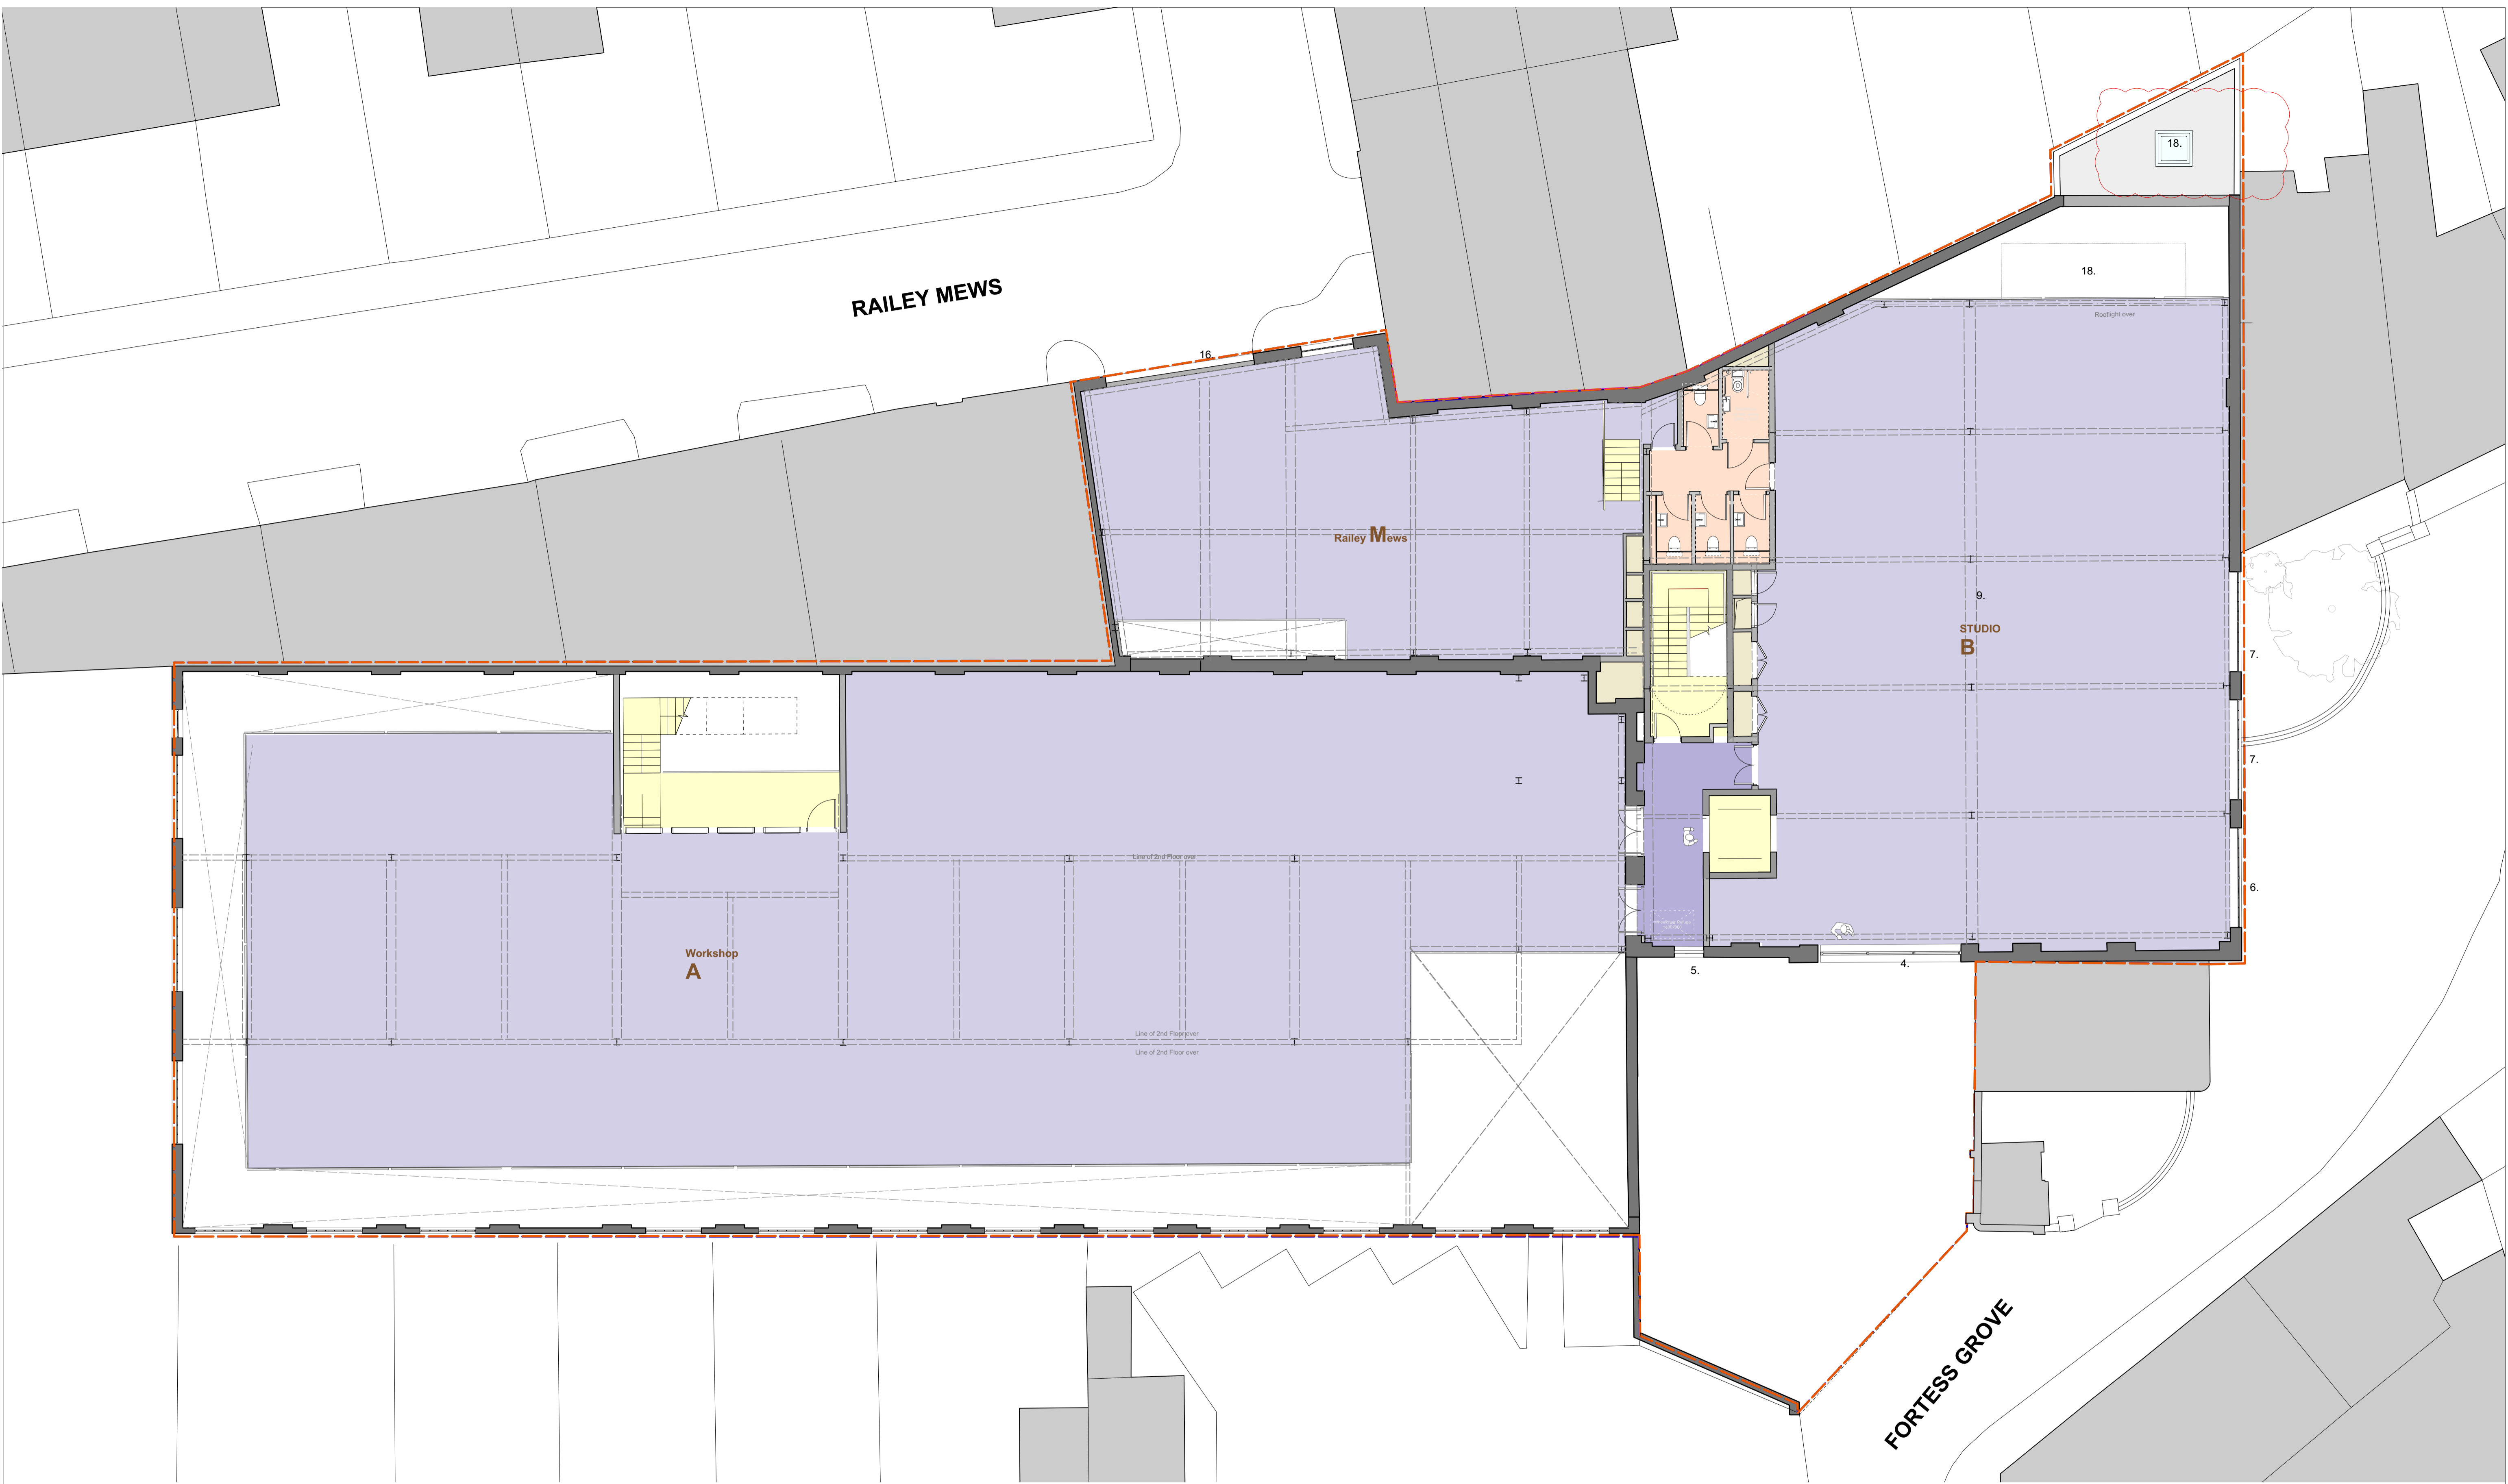 18.
18.
RAILEY MEWS
Rooflight over
16.
Railey Mews
9.
STUDIO
B
7.
7.
Line of 2nd Floor over
6.
Workshop
A
5.
4.
Line of 2nd Floor over
Line of 2nd Floor over
FORTESS GROVE